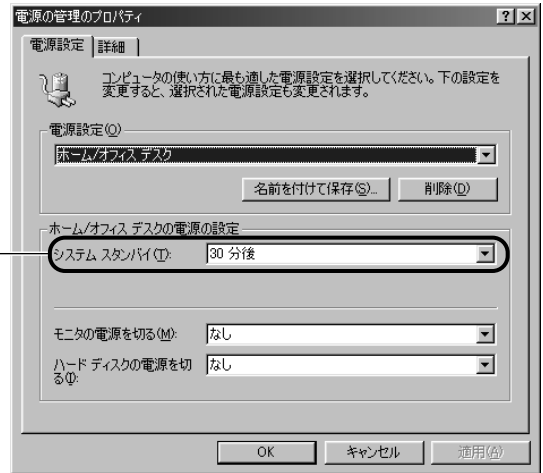 電源の管理のプロパティ
電源設定
詳細
コンピュータの使い方に最も適した電源設定を選択してください。下の設定を
変更すると、選択された電源設定も変更されます。
電源設定(O)
ホーム/オフィス デスク
名前を付けて保存(S)...
削除(D)
ホーム/オフィス デスクの電源の設定
システム スタンバイ(T):
30 分後
モニタの電源を切る(M):
なし
ハード ディスクの電源を切
る(I):
なし
OK
キャンセル
適用(A)